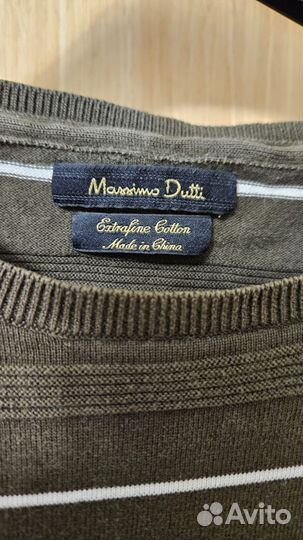 Massimo Dutti
Extrafine Cotton
Made in China
Avito